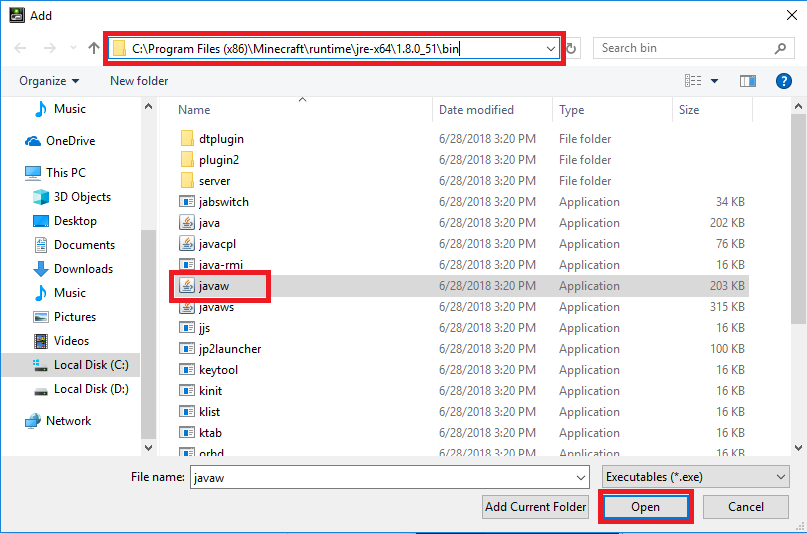 Add
C:\Program Files (x86)\Minecraft\runtime\jre-x64\1.8.0_51\bin
Search bin
Organize
New folder
?
Music
OneDrive
This PC
3D Objects
Desktop
Documents
Downloads
Music
Pictures
Videos
Local Disk (C:)
Local Disk (D:)
Network
Name Date modified Type Size
dtplugin 6/28/2018 3:20 PM File folder
plugin2 6/28/2018 3:20 PM File folder
server 6/28/2018 3:20 PM File folder
jabswitch 6/28/2018 3:20 PM Application 34 KB
java 6/28/2018 3:20 PM Application 202 KB
javacpl 6/28/2018 3:20 PM Application 76 KB
java-rmi 6/28/2018 3:20 PM Application 16 KB
javaw 6/28/2018 3:20 PM Application 203 KB
javaws 6/28/2018 3:20 PM Application 315 KB
jjs 6/28/2018 3:20 PM Application 16 KB
jp2launcher 6/28/2018 3:20 PM Application 100 KB
keytool 6/28/2018 3:20 PM Application 16 KB
kinit 6/28/2018 3:20 PM Application 16 KB
klist 6/28/2018 3:20 PM Application 16 KB
ktab 6/28/2018 3:20 PM Application 16 KB
orbd 6/28/2018 3:20 PM Application 16 KB
File name: javaw
Executables (*.exe)
Add Current Folder
Open
Cancel